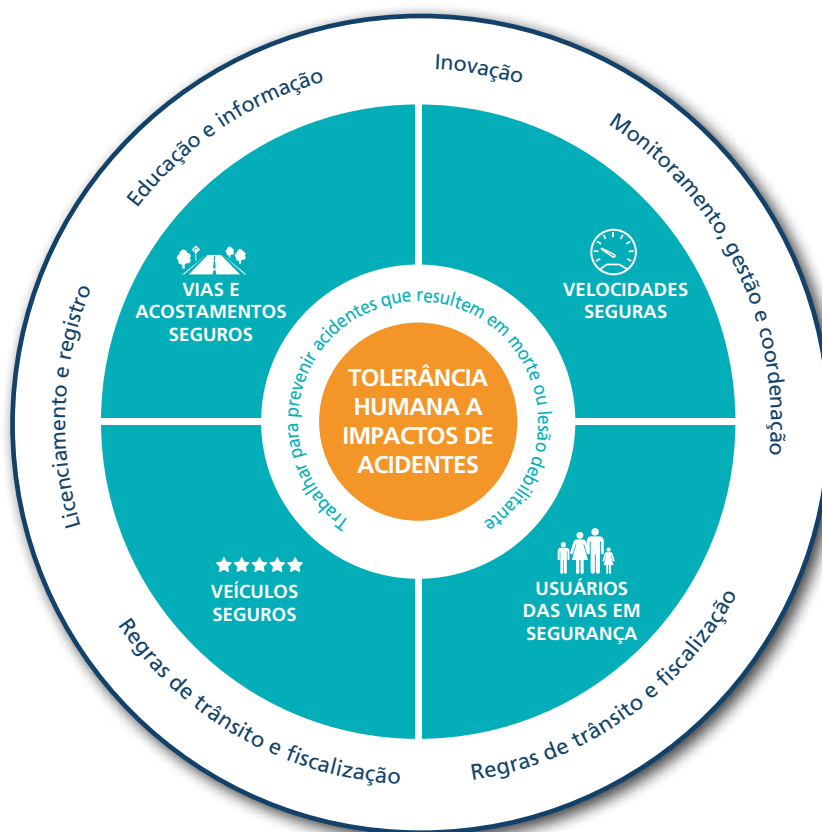 Inovação
Educação e informação
Monitoramento, gestão e coordenação
Licenciamento e registro
VIAS E
ACOSTAMENTOS
SEGUROS
VELOCIDADES
SEGURAS
Trabalhar para prevenir acidentes que resultem em morte ou lesão debilitante
TOLERÂNCIA
HUMANA A
IMPACTOS DE
ACIDENTES
VEÍCULOS
SEGUROS
USUÁRIOS
DAS VIAS EM
SEGURANÇA
Regras de trânsito e fiscalização
Regras de trânsito e fiscalização